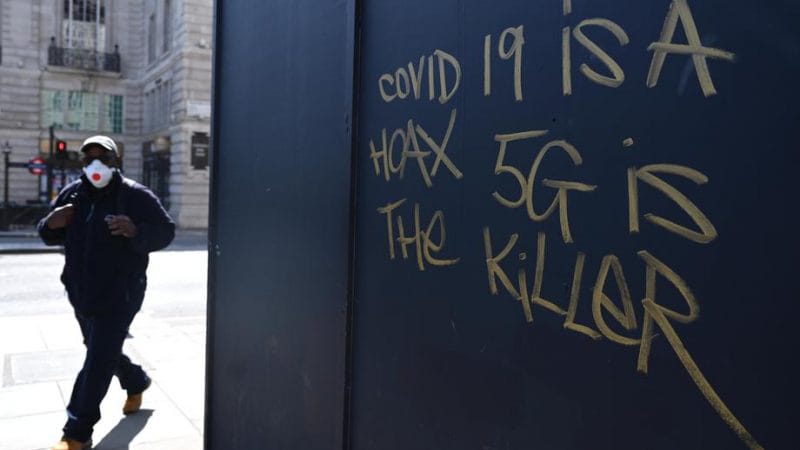 COVID 19 is A
HOAX 5G is
THe KiLLeR